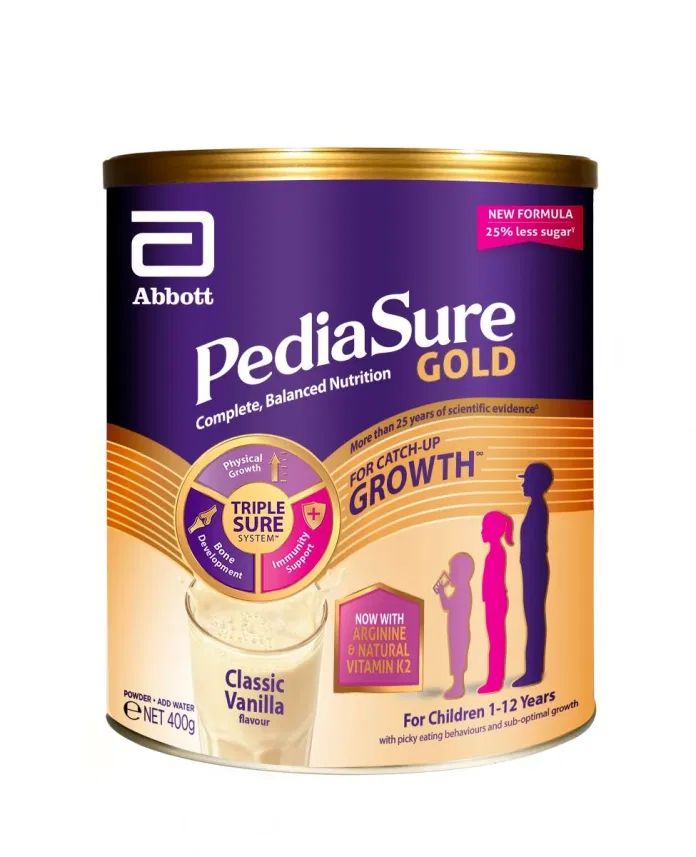 Abbott
NEW FORMULA
25% less sugarʸ
PediaSure
GOLD
Complete, Balanced Nutrition
More than 25 years of scientific evidence^
FOR CATCH-UP
GROWTH∞
Physical
Growth
TRIPLE
SURE
SYSTEM™
Bone
Development
Immunity
Support
NOW WITH
ARGININE
& NATURAL
VITAMIN K2
Classic
Vanilla
flavour
POWDER • ADD WATER
℮ NET 400g
For Children 1-12 Years
with picky eating behaviours and sub-optimal growth